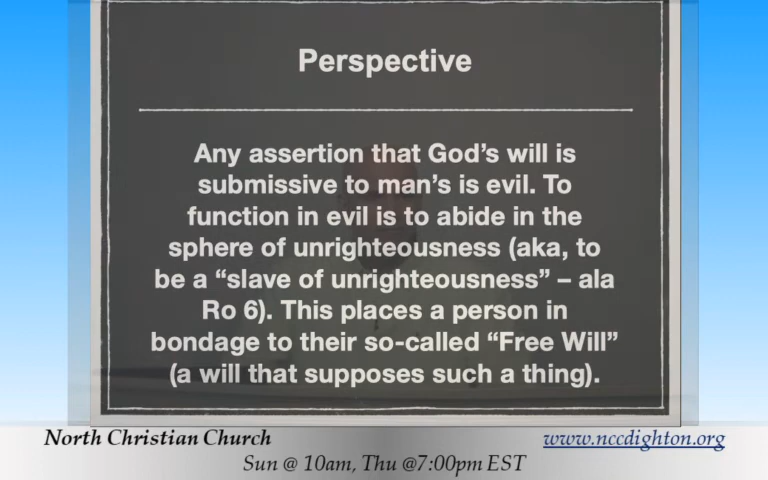 Perspective
Any assertion that God’s will is
submissive to man’s is evil. To
function in evil is to abide in the
sphere of unrighteousness (aka, to
be a “slave of unrighteousness” – ala
Ro 6). This places a person in
bondage to their so-called “Free Will”
(a will that supposes such a thing).
North Christian Church www.nccdighton.org
Sun @ 10am, Thu @7:00pm EST